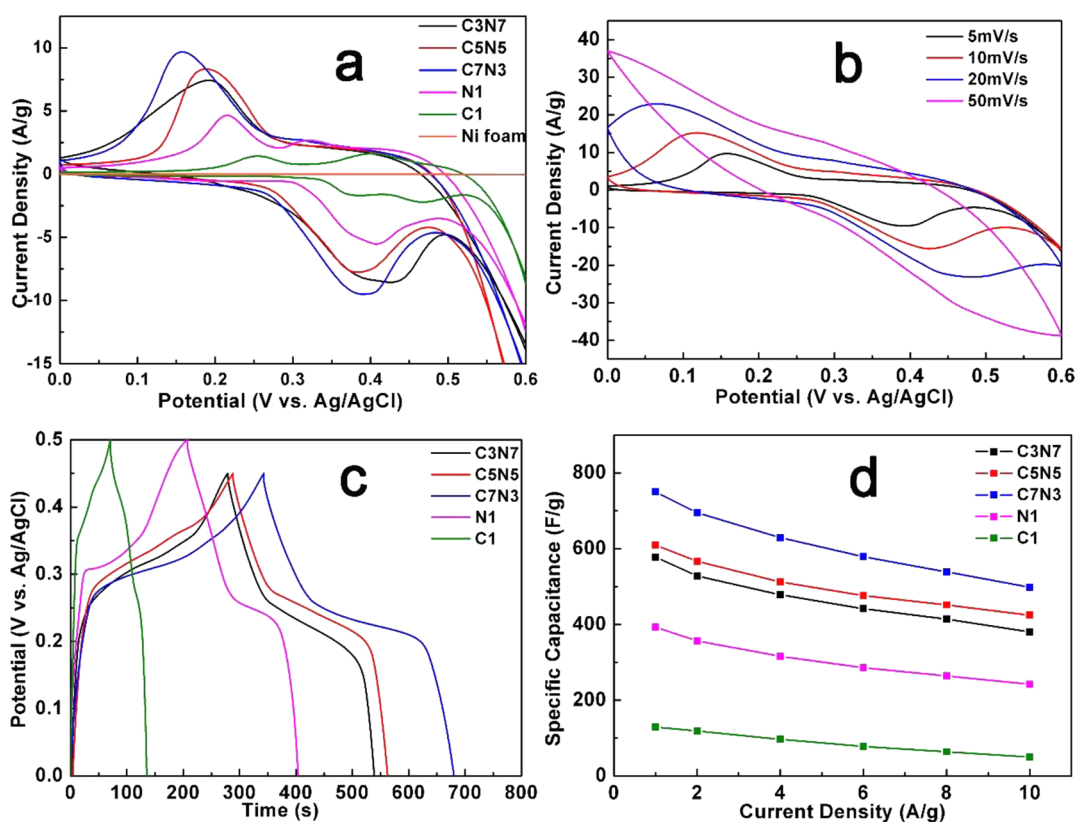 a
C3N7
C5N5
C7N3
N1
C1
Ni foam
10
5
0
-5
-10
-15
Current Density (A/g)
0.0 0.1 0.2 0.3 0.4 0.5 0.6
Potential (V vs. Ag/AgCl)
b
5mV/s
10mV/s
20mV/s
50mV/s
40
30
20
10
0
-10
-20
-30
-40
Current Density (A/g)
0.0 0.1 0.2 0.3 0.4 0.5 0.6
Potential (V vs. Ag/AgCl)
c
C3N7
C5N5
C7N3
N1
C1
0.5
0.4
0.3
0.2
0.1
0.0
Potential (V vs. Ag/AgCl)
0 100 200 300 400 500 600 700 800
Time (s)
d
C3N7
C5N5
C7N3
N1
C1
800
600
400
200
0
Specific Capacitance (F/g)
0 2 4 6 8 10
Current Density (A/g)